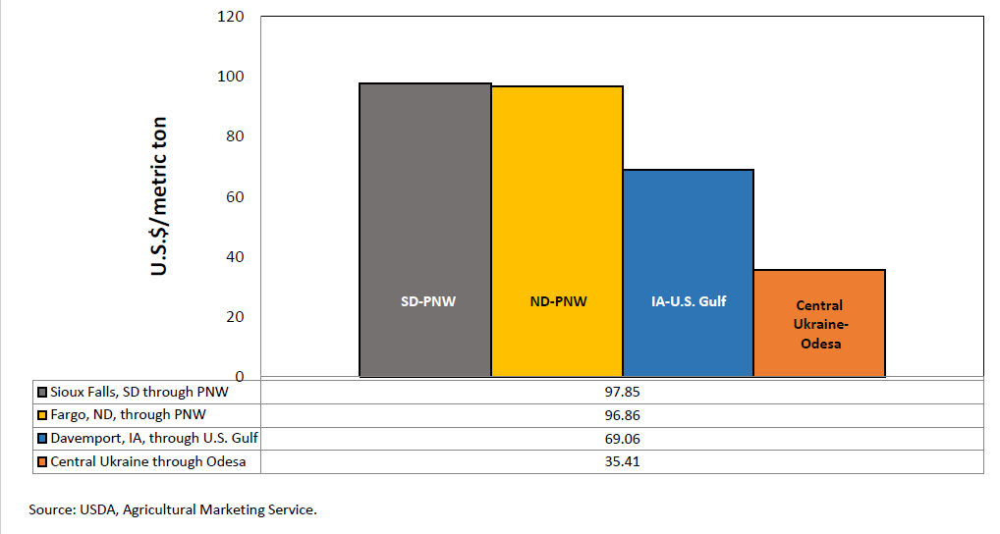 120
100
80
60
40
20
0
U.S.$/metric ton
SD-PNW
ND-PNW
IA-U.S. Gulf
Central
Ukraine-
Odesa
Sioux Falls, SD through PNW 97.85
Fargo, ND, through PNW 96.86
Davenport, IA, through U.S. Gulf 69.06
Central Ukraine through Odesa 35.41
Source: USDA, Agricultural Marketing Service.